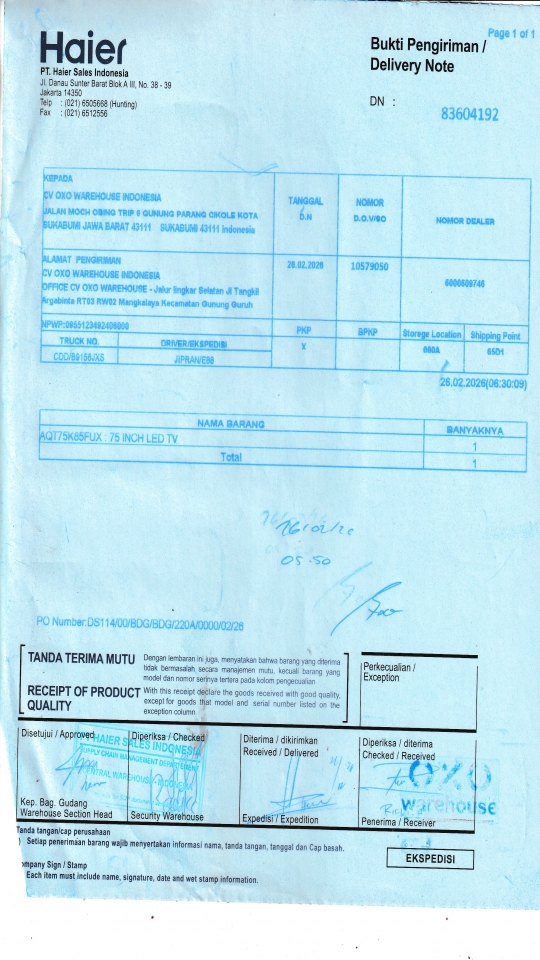 Page 1 of 1
Haier
Bukti Pengiriman /
Delivery Note
PT. Haier Sales Indonesia
Jl. Danau Sunter Barat Blok A III, No. 38 - 39
Jakarta 14350
Telp : (021) 6505668 (Hunting)
Fax : (021) 6512556
DN :
83604192
KEPADA
CV OXO WAREHOUSE INDONESIA
JALAN MOCH OBING TRIP 6 GUNUNG PARANG CIKOLE KOTA
SUKABUMI JAWA BARAT 43111 SUKABUMI 43111 Indonesia
TANGGAL
D.N
NOMOR
D.O.V/SO
NOMOR DEALER
ALAMAT PENGIRIMAN
CV OXO WAREHOUSE INDONESIA
OFFICE CV OXO WAREHOUSE - Jalur lingkar Selatan Jl Tangkil
Argabinta RT03 RW02 Mangkalaya Kecamatan Gunung Guruh
26.02.2026
10579050
6000609746
NPWP:0955123492406000
PKP
BPKP
Storege Location
Shipping Point
TRUCK NO.
DRIVER/EKSPEDISI
X
65D1
26.02.2026(06:30:09)
NAMA BARANG
BANYAKNYA
AQT75K85FUX : 75 INCH LED TV
1
Total
1
05.50
PO Number:DS114/00/BDG/BDG/220A/0000/02/26
TANDA TERIMA MUTU
Dengan lembaran ini juga, menyatakan bahwa barang yang diterima
tidak bermasalah secara manajemen mutu, kecuali barang yang
model dan nomor serinya tertera pada kolom pengecualian
RECEIPT OF PRODUCT
QUALITY
With this receipt declare the goods received with good quality,
except for goods that model and serial number listed on the
exception column
Perkecualian /
Exception
Disetujui / Approved
Diperiksa / Checked
Diterima / dikirimkan
Received / Delivered
Diperiksa / diterima
Checked / Received
HAIER SALES INDONESIA
SUPPLY CHAIN MANAGEMENT DEPARTEMENT
oxo
warehouse
Kep. Bag. Gudang
Warehouse Section Head
Security Warehouse
Expedisi / Expedition
Penerima / Receiver
Tanda tangan/cap perusahaan
) Setiap penerimaan barang wajib menyertakan informasi nama, tanda tangan, tanggal dan Cap basah.
EKSPEDISI
ompany Sign / Stamp
Each item must include name, signature, date and wet stamp information.